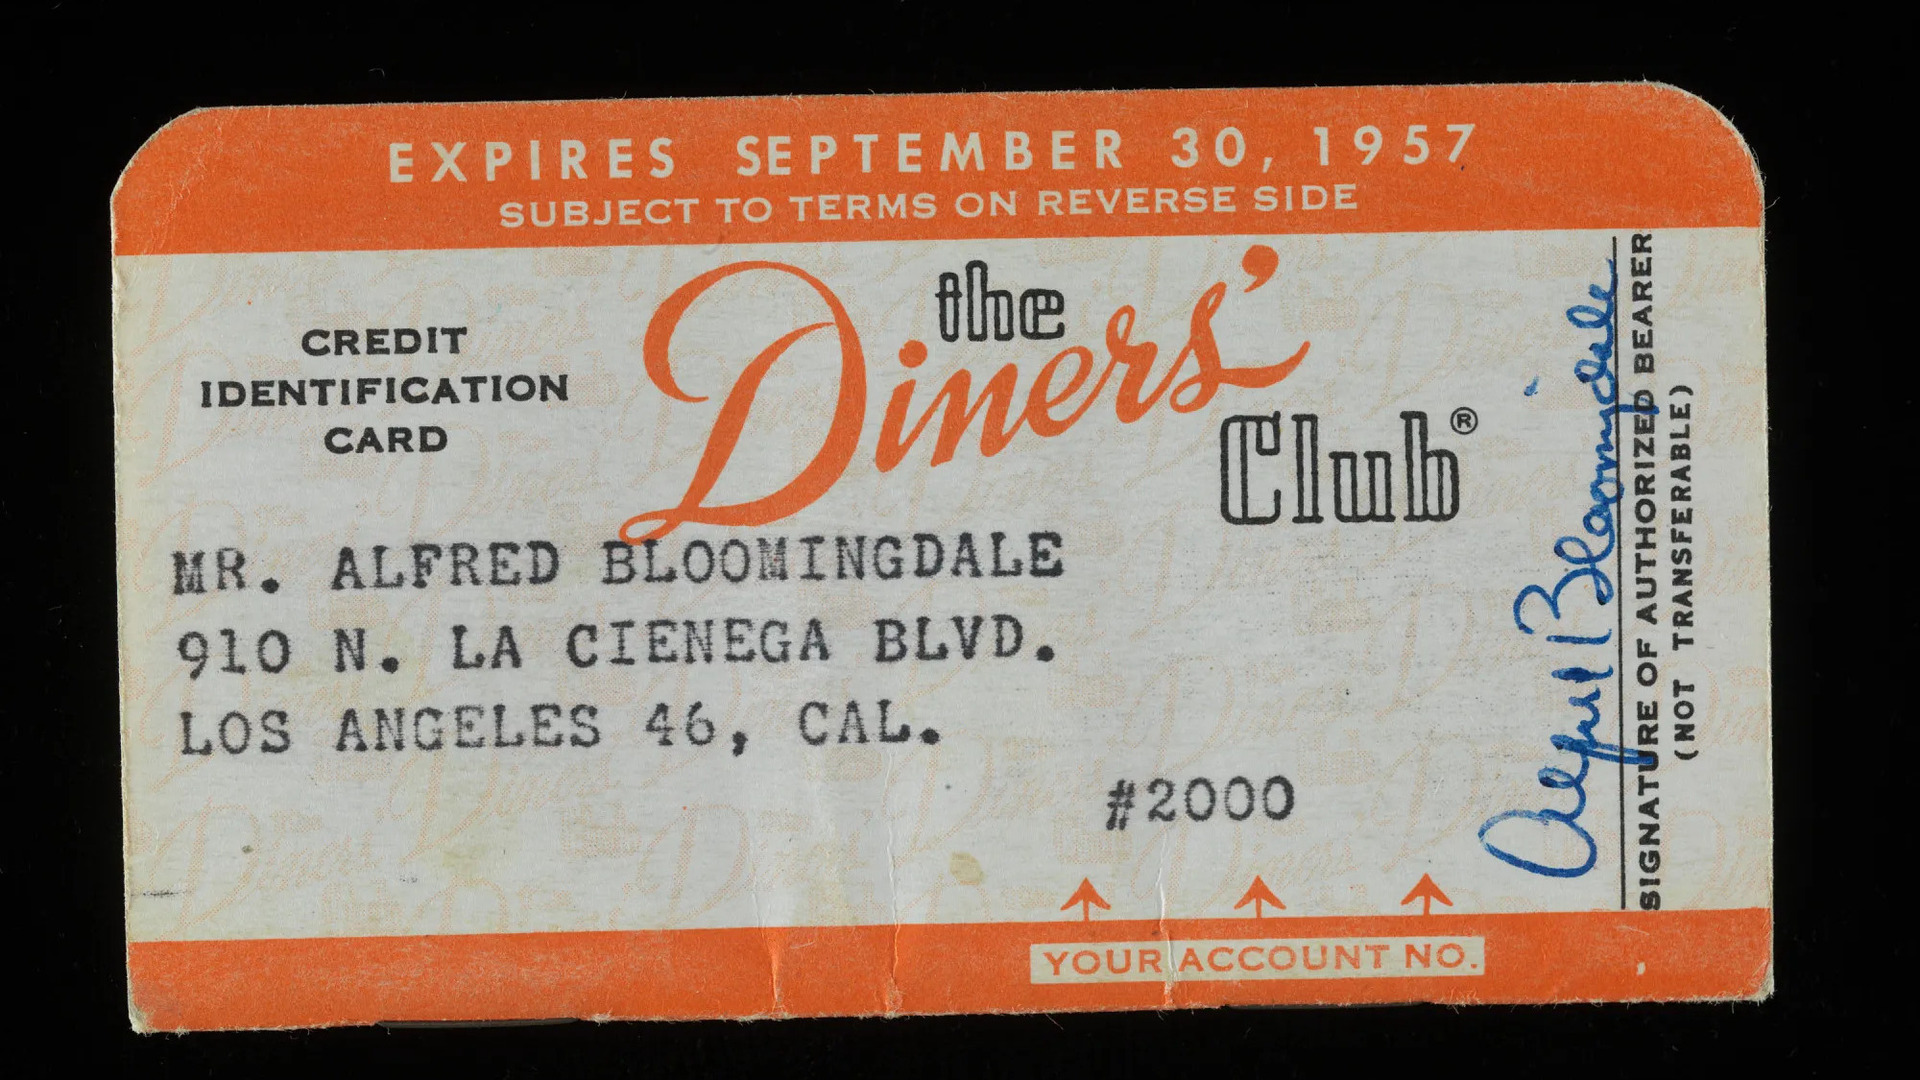 EXPIRES SEPTEMBER 30, 1957
SUBJECT TO TERMS ON REVERSE SIDE
CREDIT
IDENTIFICATION
CARD
the
Diners'
Club®
MR. ALFRED BLOOMINGDALE
910 N. LA CIENEGA BLVD.
LOS ANGELES 46, CAL.
#2000
YOUR ACCOUNT NO.
Alfred Bloomingdale
SIGNATURE OF AUTHORIZED BEARER
(NOT TRANSFERABLE)